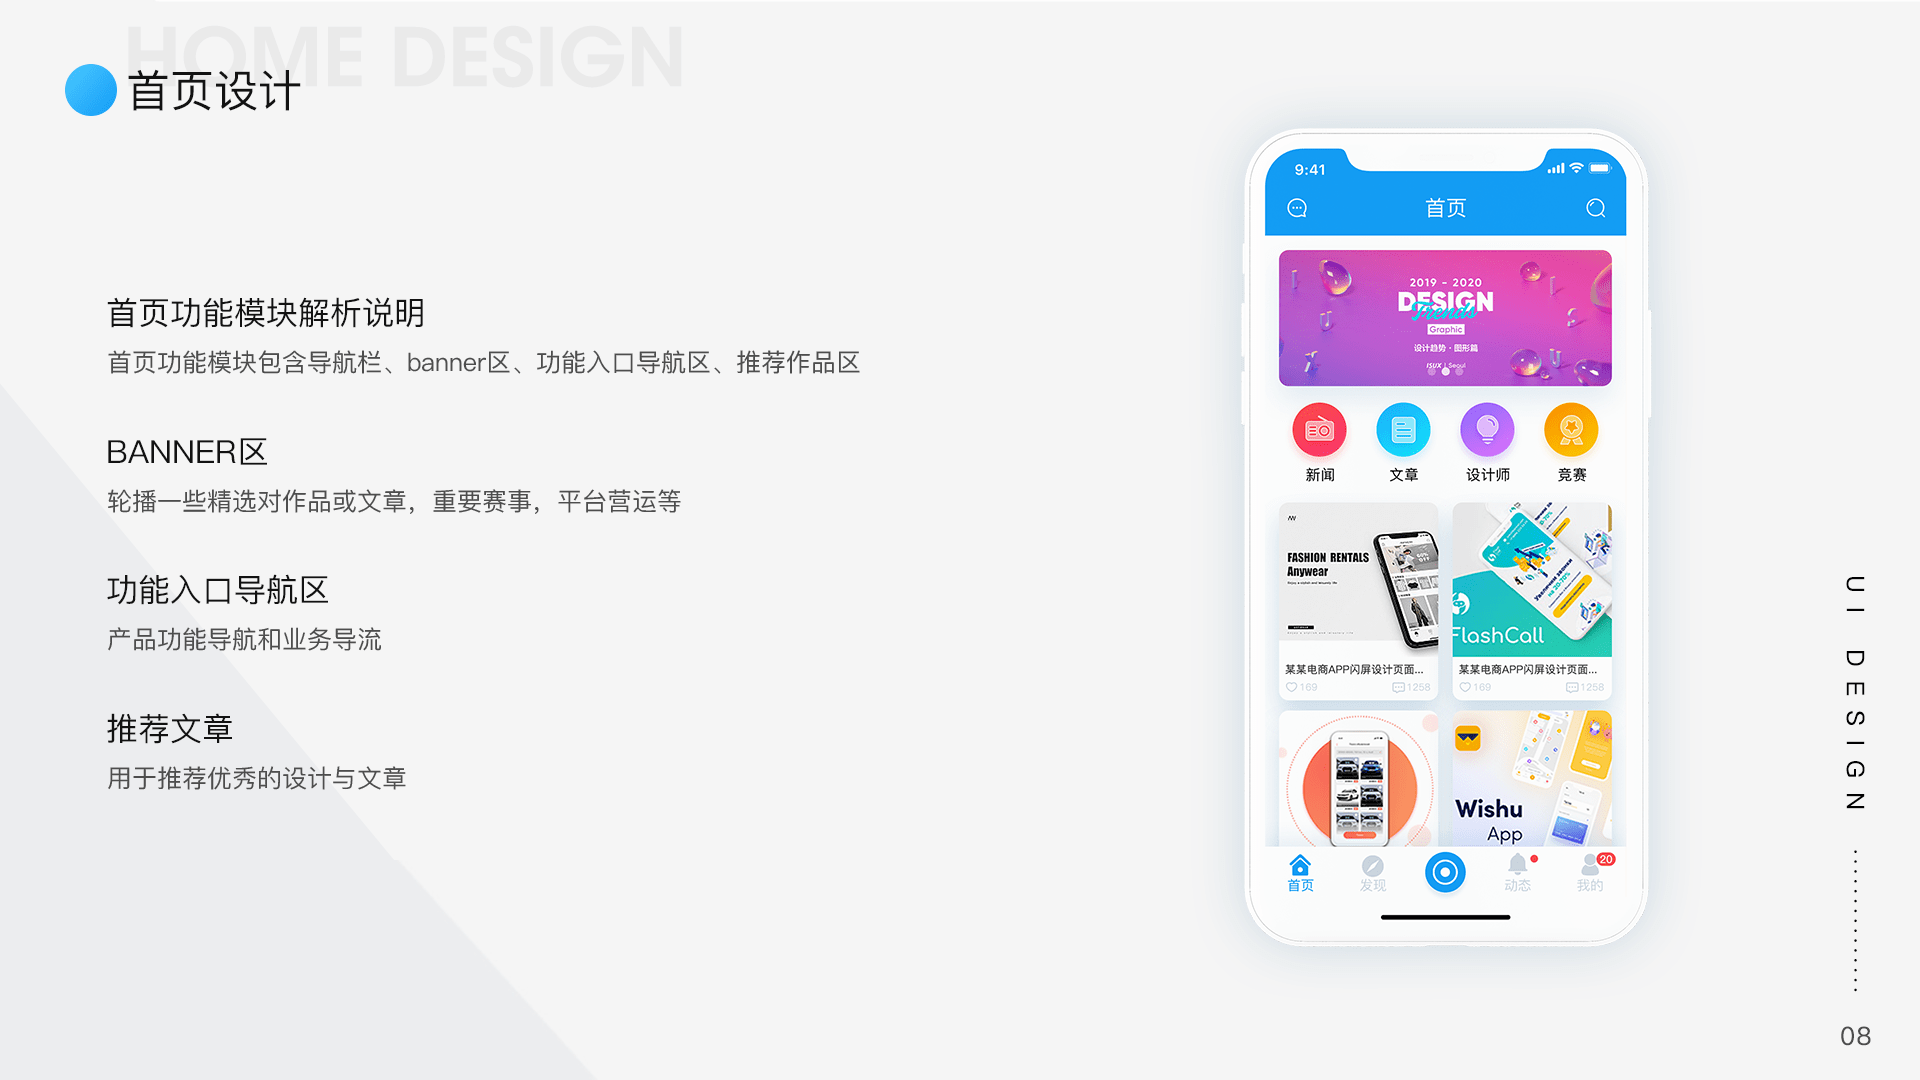 HOME DESIGN
首页设计
首页功能模块解析说明
首页功能模块包含导航栏、banner区、功能入口导航区、推荐作品区
BANNER区
轮播一些精选对作品或文章，重要赛事，平台营运等
功能入口导航区
产品功能导航和业务导流
推荐文章
用于推荐优秀的设计与文章
9:41
首页
2019 - 2020
DESIGN
Trends
Graphic
设计趋势·图形篇
ISUX | Seoul
新闻
文章
设计师
竞赛
FASHION RENTALS
Anywear
Увеличим звонки
на 20-70%
FlashCall
某某电商APP闪屏设计页面...
169
1258
某某电商APP闪屏设计页面...
169
1258
Wishu
App
首页
发现
动态
我的
20
UI DESIGN
08